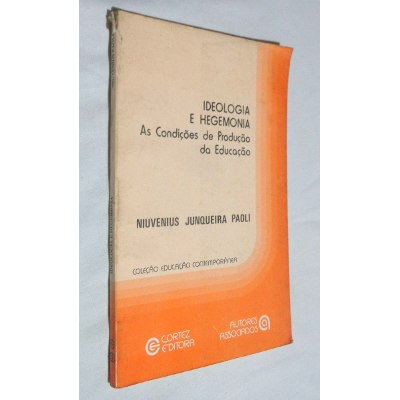 IDEOLOGIA
E HEGEMONIA
As Condições de Produção
da Educação
NIUVENIUS JUNQUEIRA PAOLI
COLEÇÃO EDUCAÇÃO CONTEMPORÂNEA
CORTEZ
EDITORA
AUTORES
ASSOCIADOS